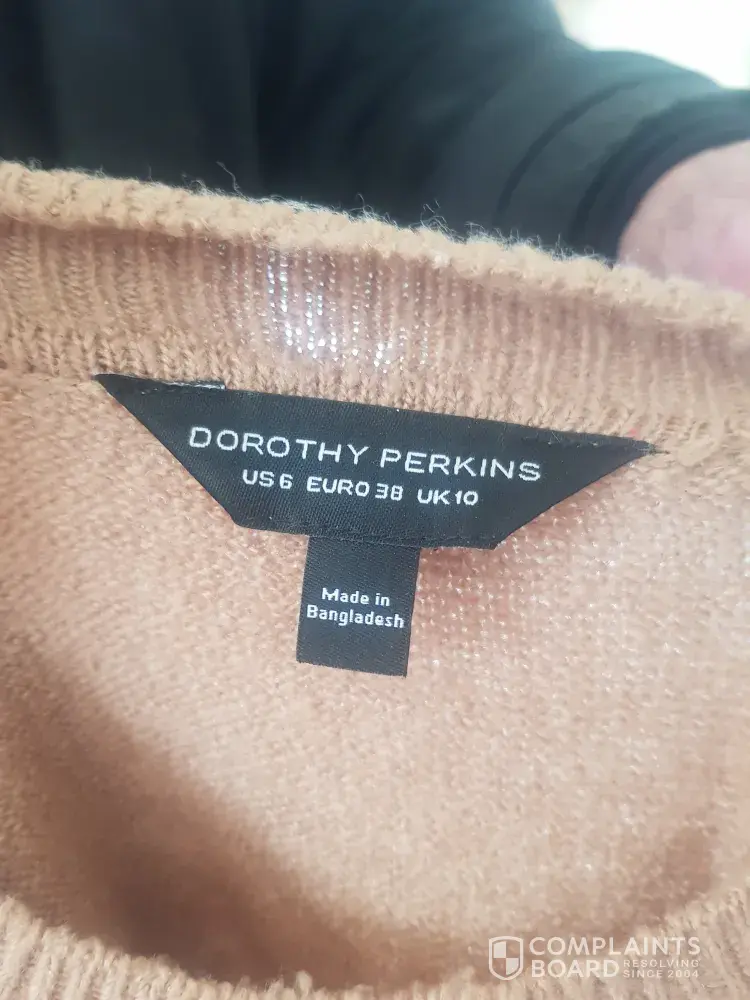 DOROTHY PERKINS
US 6 EURO 38 UK 10
Made in
Bangladesh
COMPLAINTS
BOARD RESOLVING
SINCE 2004